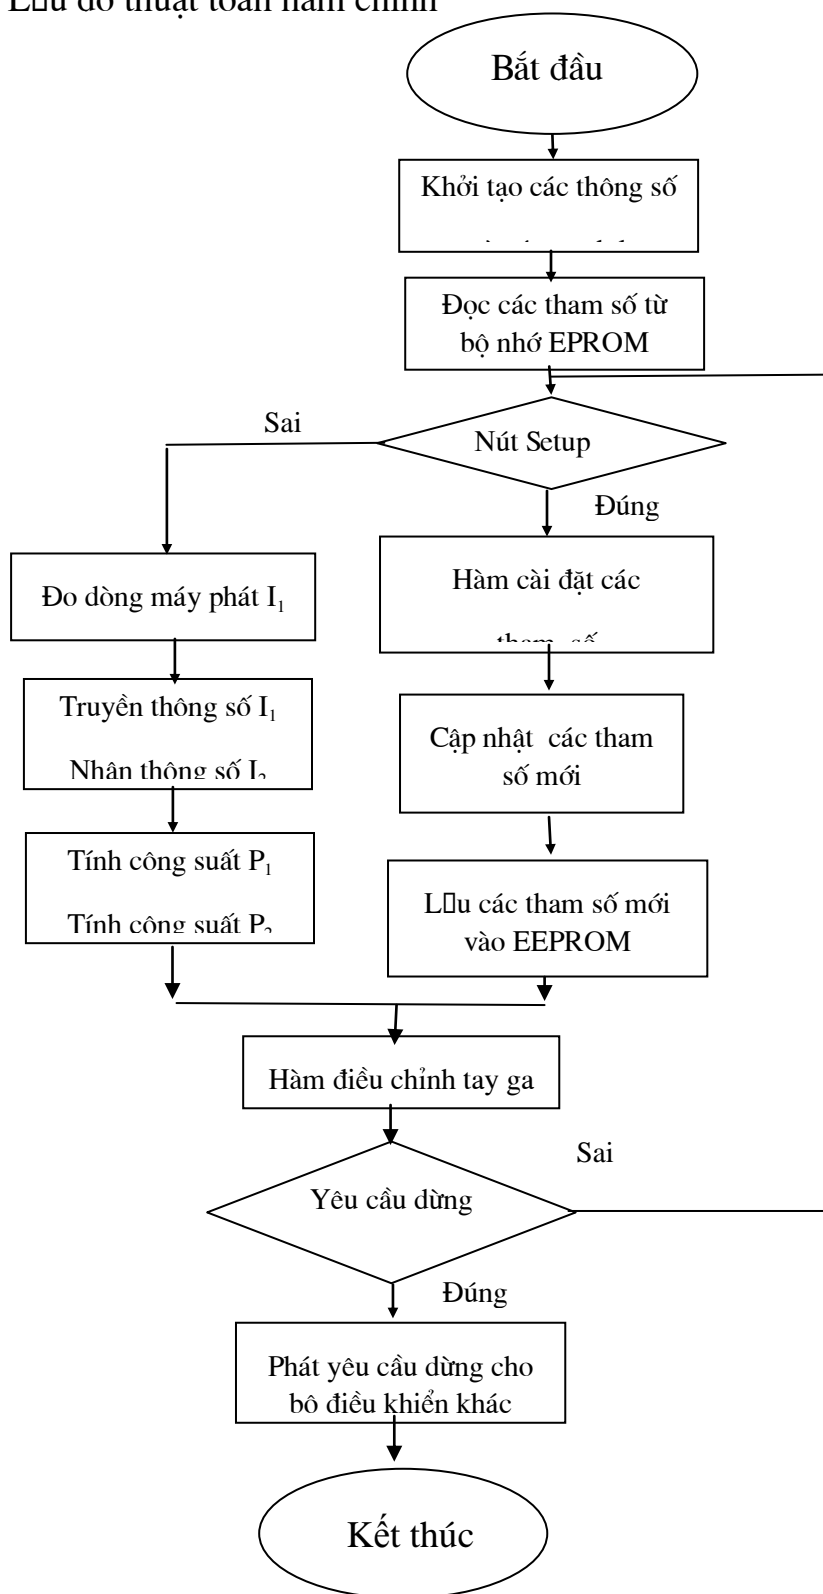 Lưu đồ thuật toán hàm chính
Bắt đầu
Khởi tạo các thông số
Đọc các tham số từ
bộ nhớ EPROM
Sai
Nút Setup
Đúng
Đo dòng máy phát I₁
Hàm cài đặt các
tham số
Truyền thông số I₁
Nhận thông số I₂
Cập nhật các tham
số mới
Tính công suất P₁
Tính công suất P₂
Lưu các tham số mới
vào EEPROM
Hàm điều chỉnh tay ga
Sai
Yêu cầu dừng
Đúng
Phát yêu cầu dừng cho
bộ điều khiển khác
Kết thúc